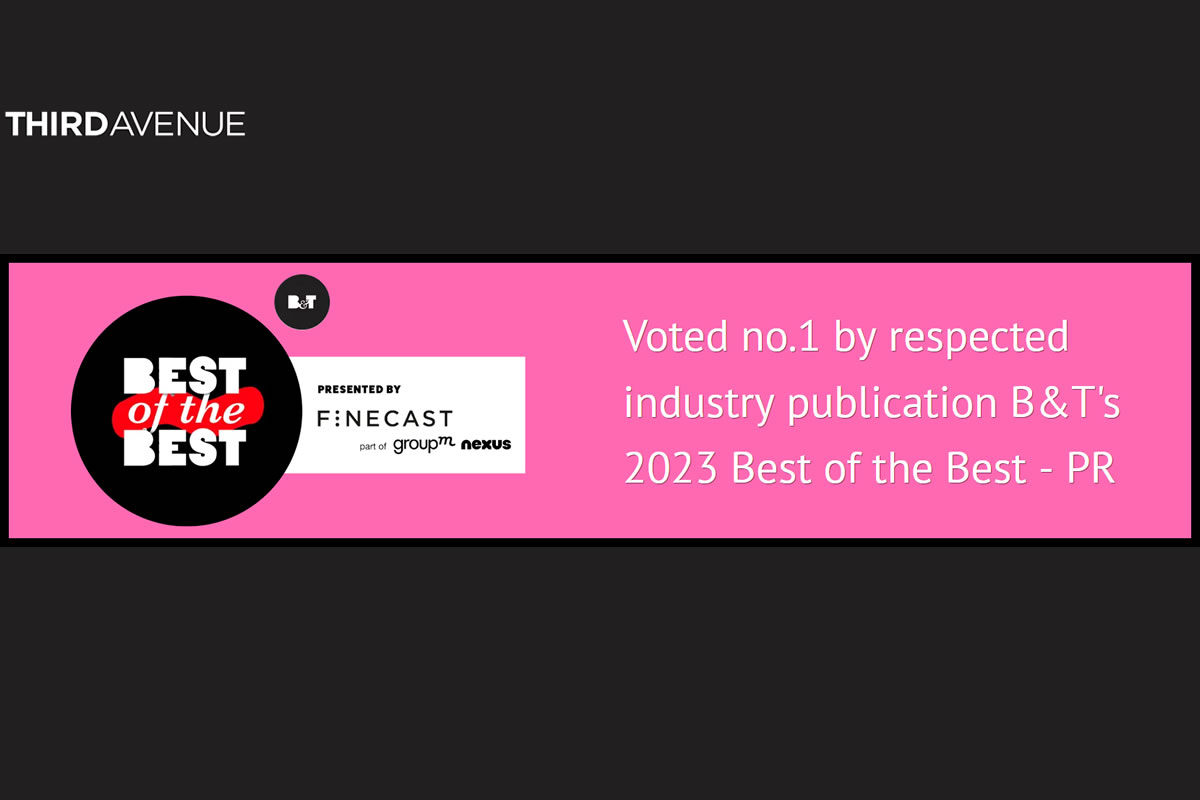 THIRDAVENUE
B&T
BEST
of the
BEST
PRESENTED BY
FINECAST
part of groupm nexus
Voted no.1 by respected
industry publication B&T's
2023 Best of the Best - PR